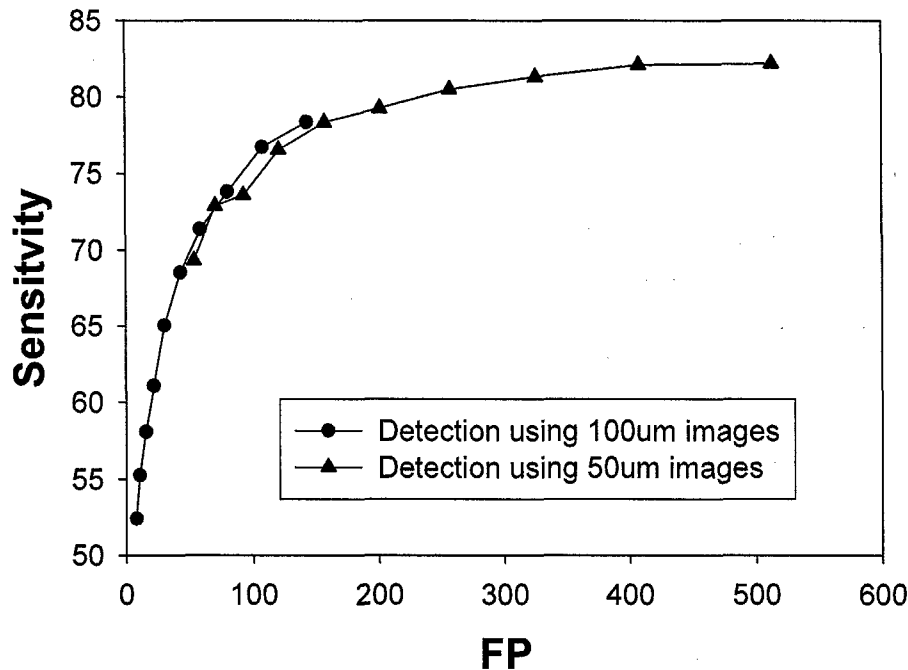 85
80
75
70
65
60
55
50
Sensitvity
Detection using 100um images
Detection using 50um images
0 100 200 300 400 500 600
FP